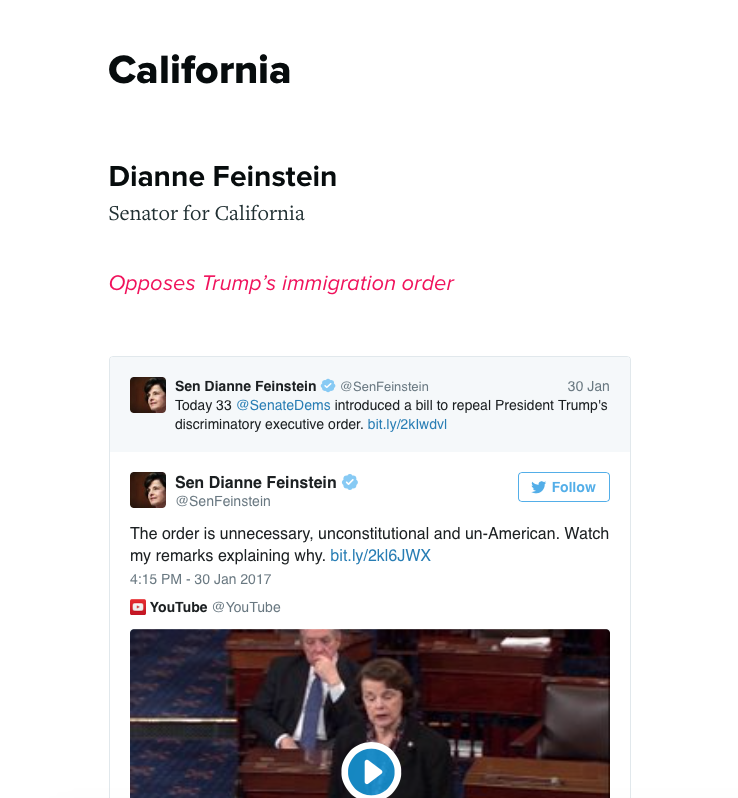 California
Dianne Feinstein
Senator for California
Opposes Trump’s immigration order
Sen Dianne Feinstein @SenFeinstein 30 Jan
Today 33 @SenateDems introduced a bill to repeal President Trump's
discriminatory executive order. bit.ly/2klwdvl
Sen Dianne Feinstein
@SenFeinstein
Follow
The order is unnecessary, unconstitutional and un-American. Watch
my remarks explaining why. bit.ly/2kl6JWX
4:15 PM - 30 Jan 2017
YouTube @YouTube